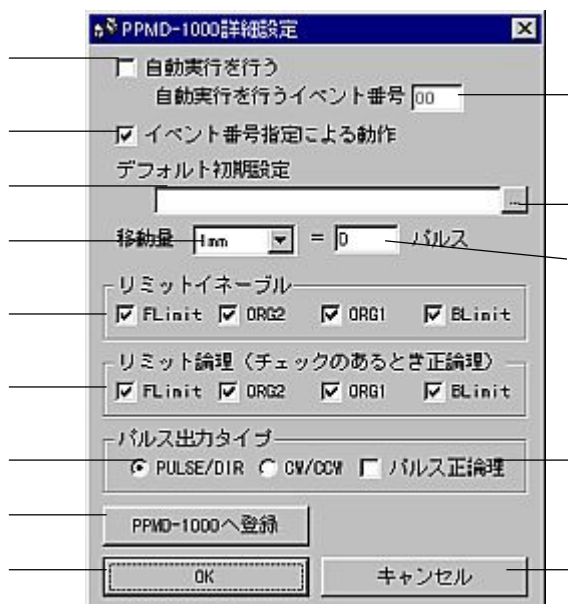 PPMD-1000詳細設定
自動実行を行う
自動実行を行うイベント番号 00
イベント番号指定による動作
デフォルト初期設定
...
移動量 1mm = 0 パルス
リミットイネーブル
FLinit ORG2 ORG1 BLinit
リミット論理（チェックのあるとき正論理）
FLinit ORG2 ORG1 BLinit
パルス出力タイプ
PULSE/DIR CW/CCW パルス正論理
PPMD-1000へ登録
OK キャンセル